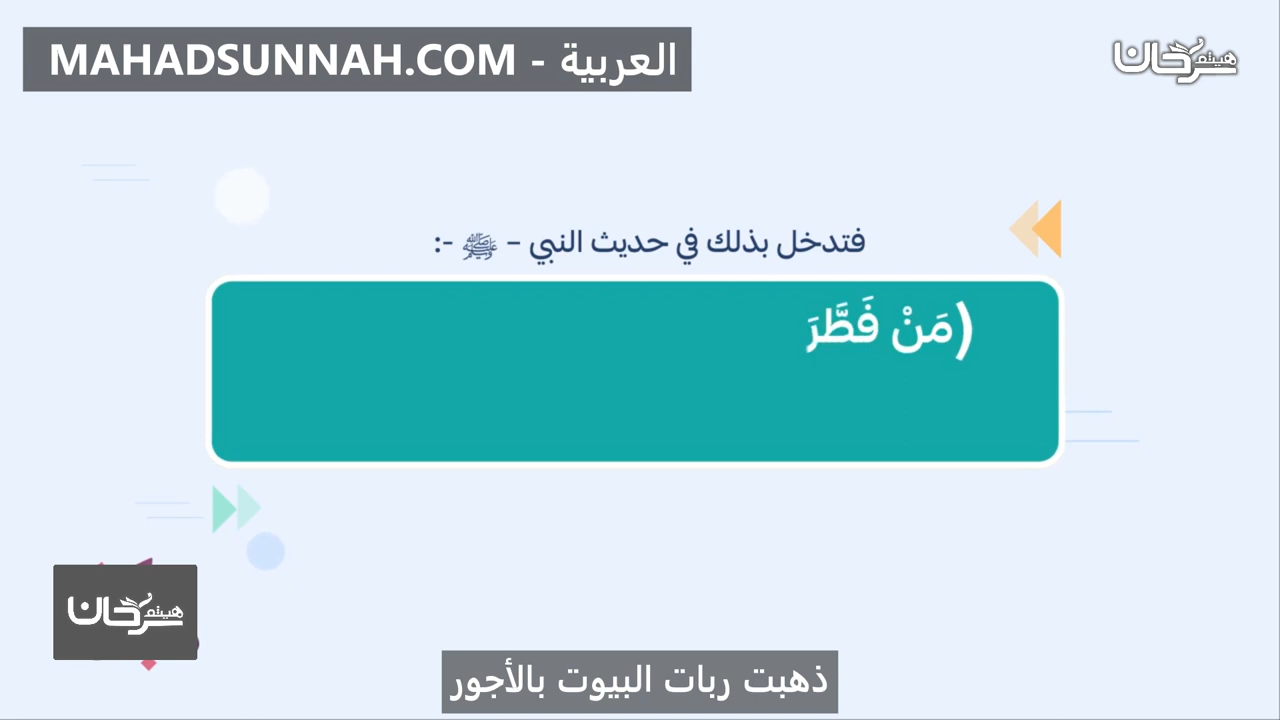 MAHADSUNNAH.COM - العربية
هيثم سرحان
فتدخل بذلك في حديث النبي – ﷺ -:
(مَنْ فَطَّرَ
هيثم سرحان
ذهبت ربات البيوت بالأجور